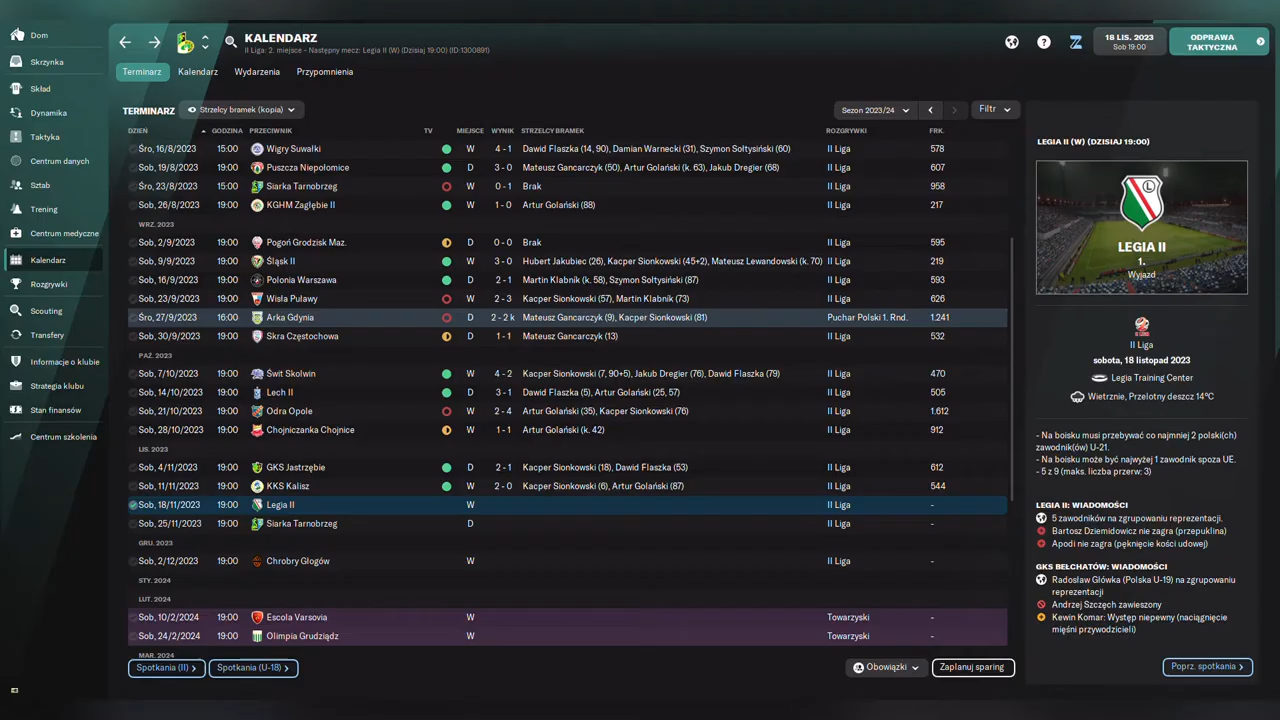 Dom
Skrzynka
Skład
Dynamika
Taktyka
Centrum danych
Sztab
Trening
Centrum medyczne
Kalendarz
Rozgrywki
Scouting
Transfery
Informacje o klubie
Strategia klubu
Stan finansów
Centrum szkolenia
KALENDARZ
II Liga: 2. miejsce - Następny mecz: Legia II (W) (Dzisiaj 19:00) (ID:1300891)
18 LIS. 2023
Sob 19:00
ODPRAWA
TAKTYCZNA
Terminarz Kalendarz Wydarzenia Przypomnienia
TERMINARZ Strzelcy bramek (kopia) Sezon 2023/24 Filtr
DZIEŃ GODZINA PRZECIWNIK TV MIEJSCE WYNIK STRZELCY BRAMEK ROZGRYWKI FRK.
Śro, 16/8/2023 15:00 Wigry Suwałki W 4 - 1 Dawid Flaszka (14, 90), Damian Warnecki (31), Szymon Sołtysiński (60) II Liga 578
Sob, 19/8/2023 19:00 Puszcza Niepołomice D 3 - 0 Mateusz Gancarczyk (50), Artur Golański (k. 63), Jakub Dregier (68) II Liga 607
Śro, 23/8/2023 15:00 Siarka Tarnobrzeg W 0 - 1 Brak II Liga 958
Sob, 26/8/2023 19:00 KGHM Zagłębie II W 1 - 0 Artur Golański (88) II Liga 217
WRZ. 2023
Sob, 2/9/2023 19:00 Pogoń Grodzisk Maz. D 0 - 0 Brak II Liga 595
Sob, 9/9/2023 19:00 Śląsk II W 3 - 0 Hubert Jakubiec (26), Kacper Sionkowski (45+2), Mateusz Lewandowski (k. 70) II Liga 219
Sob, 16/9/2023 19:00 Polonia Warszawa D 2 - 1 Martin Klabník (k. 58), Szymon Sołtysiński (87) II Liga 593
Sob, 23/9/2023 19:00 Wisła Puławy W 2 - 3 Kacper Sionkowski (57), Martin Klabník (73) II Liga 626
Śro, 27/9/2023 16:00 Arka Gdynia D 2 - 2 k Mateusz Gancarczyk (9), Kacper Sionkowski (81) Puchar Polski 1. Rnd. 1.241
Sob, 30/9/2023 19:00 Skra Częstochowa D 1 - 1 Mateusz Gancarczyk (13) II Liga 532
PAŹ. 2023
Sob, 7/10/2023 19:00 Świt Skolwin W 4 - 2 Kacper Sionkowski (7, 90+5), Jakub Dregier (76), Dawid Flaszka (79) II Liga 470
Sob, 14/10/2023 19:00 Lech II D 3 - 1 Dawid Flaszka (5), Artur Golański (25, 57) II Liga 505
Sob, 21/10/2023 19:00 Odra Opole W 2 - 4 Artur Golański (35), Kacper Sionkowski (76) II Liga 1.612
Sob, 28/10/2023 19:00 Chojniczanka Chojnice W 1 - 1 Artur Golański (k. 42) II Liga 912
LIS. 2023
Sob, 4/11/2023 19:00 GKS Jastrzębie D 2 - 1 Kacper Sionkowski (18), Dawid Flaszka (53) II Liga 612
Sob, 11/11/2023 19:00 KKS Kalisz W 2 - 0 Kacper Sionkowski (6), Artur Golański (87) II Liga 544
Sob, 18/11/2023 19:00 Legia II W II Liga -
Sob, 25/11/2023 19:00 Siarka Tarnobrzeg D II Liga -
GRU. 2023
Sob, 2/12/2023 19:00 Chrobry Głogów W II Liga -
STY. 2024
LUT. 2024
Sob, 10/2/2024 19:00 Escola Varsovia W Towarzyski -
Sob, 24/2/2024 19:00 Olimpia Grudziądz W Towarzyski -
MAR. 2024
Spotkania (II) Spotkania (U-18) Obowiązki Zaplanuj sparing
LEGIA II (W) (DZISIAJ 19:00)
LEGIA II
1.
Wyjazd
II Liga
sobota, 18 listopad 2023
Legia Training Center
Wietrznie, Przelotny deszcz 14°C
- Na boisku musi przebywać co najmniej 2 polski(ch)
zawodnik(ów) U-21.
- Na boisku może być najwyżej 1 zawodnik spoza UE.
- 5 z 9 (maks. liczba przerw: 3)
LEGIA II: WIADOMOŚCI
5 zawodników na zgrupowaniu reprezentacji.
Bartosz Dziemidowicz nie zagra (przepuklina)
Apodi nie zagra (pęknięcie kości udowej)
GKS BEŁCHATÓW: WIADOMOŚCI
Radosław Główka (Polska U-19) na zgrupowaniu
reprezentacji
Andrzej Szczęch zawieszony
Kewin Komar: Występ niepewny (naciągnięcie
mięśni przywodzicieli)
Poprz. spotkania